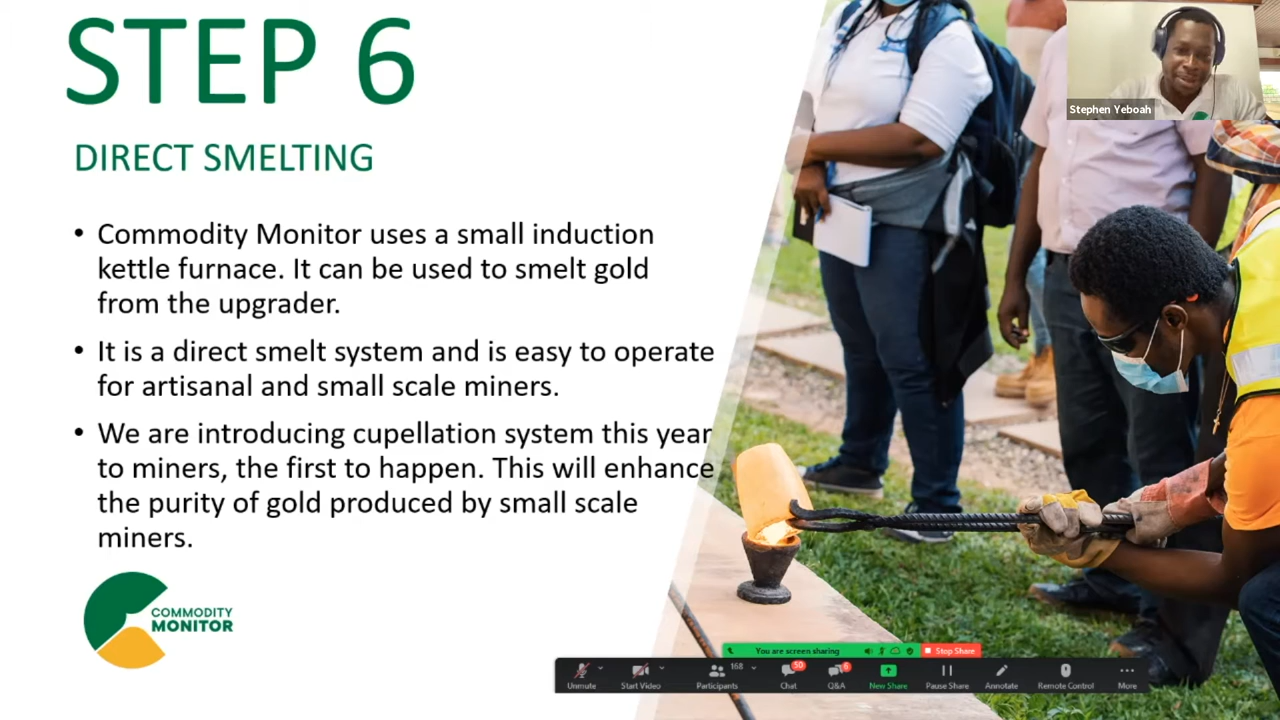 STEP 6
DIRECT SMELTING
• Commodity Monitor uses a small induction
kettle furnace. It can be used to smelt gold
from the upgrader.
• It is a direct smelt system and is easy to operate
for artisanal and small scale miners.
• We are introducing cupellation system this year
to miners, the first to happen. This will enhance
the purity of gold produced by small scale
miners.
COMMODITY
MONITOR
Stephen Yeboah
You are screen sharing
Stop Share
168
50
6
Unmute
Start Video
Participants
Chat
Q&A
New Share
Pause Share
Annotate
Remote Control
More